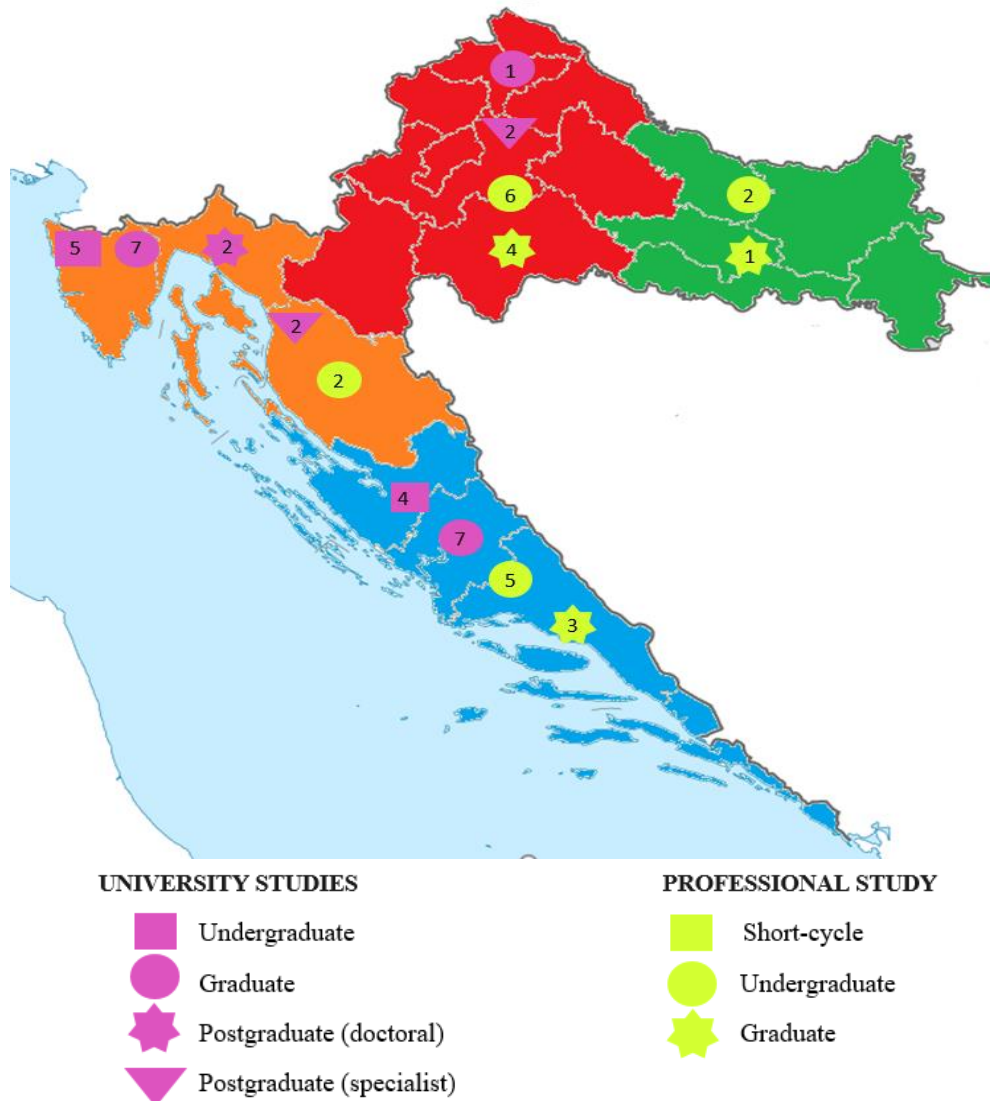 1
2
6
2
5
7
2
4
1
2
2
4
7
5
3
UNIVERSITY STUDIES
Undergraduate
Graduate
Postgraduate (doctoral)
Postgraduate (specialist)
PROFESSIONAL STUDY
Short-cycle
Undergraduate
Graduate